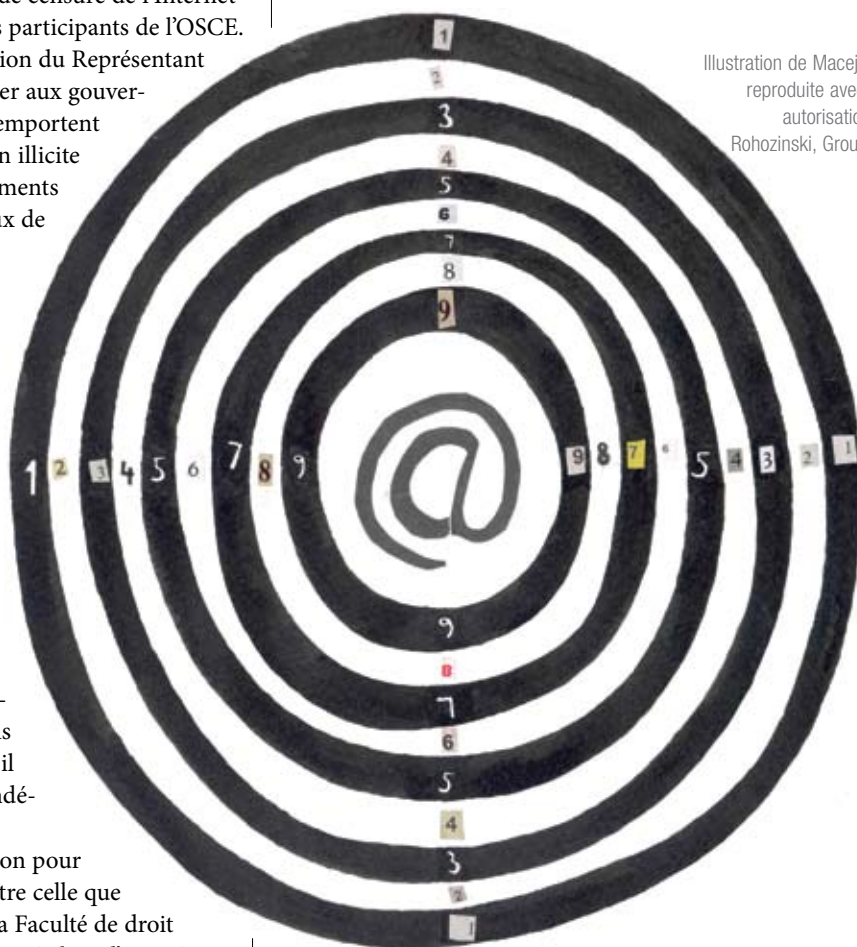 de censure de l'Internet
participants de l'OSCE.
ion du Représentant
er aux gouver-
emportent
n illicite
ments
ux de
Illustration de Macej
reproduite ave
autorisatio
Rohozinski, Grou
1
2
3
4
5
6
7
8
9
1 2 3 4 5 6 7 8 9 @ 9 8 7 6 5 4 3 2 1
9
8
7
6
5
4
3
2
1
-
s
il
ndé-
on pour
tre celle que
a Faculté de droit